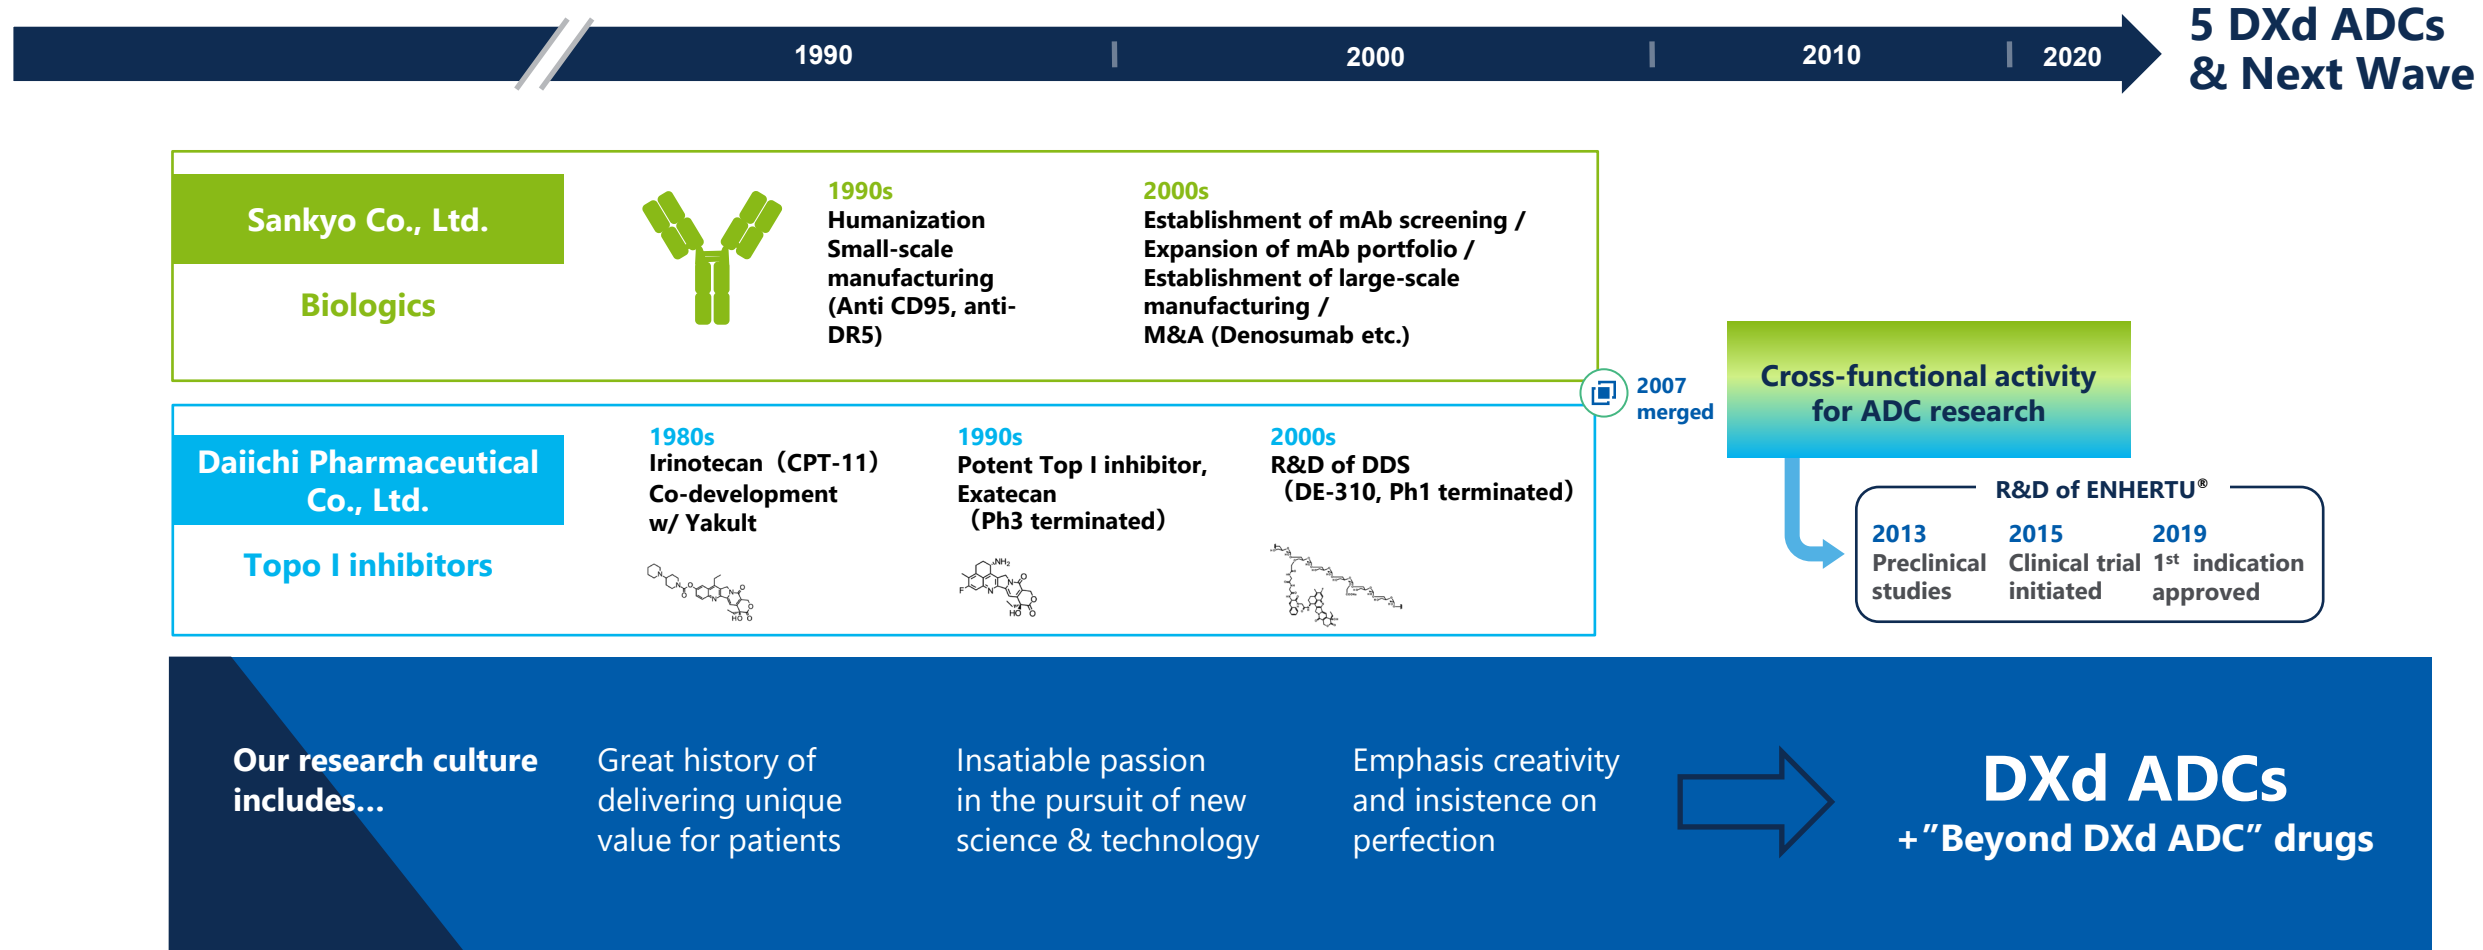 5 DXd ADCs
& Next Wave
1990
2000
2010
2020
Sankyo Co., Ltd.
Biologics
1990s
Humanization
Small-scale
manufacturing
(Anti CD95, anti-
DR5)
2000s
Establishment of mAb screening /
Expansion of mAb portfolio /
Establishment of large-scale
manufacturing /
M&A (Denosumab etc.)
2007
merged
Daiichi Pharmaceutical
Co., Ltd.
Topo I inhibitors
1980s
Irinotecan（CPT-11）
Co-development
w/ Yakult
1990s
Potent Top I inhibitor,
Exatecan
（Ph3 terminated）
2000s
R&D of DDS
（DE-310, Ph1 terminated）
Cross-functional activity
for ADC research
R&D of ENHERTU®
2013
Preclinical
studies
2015
Clinical trial
initiated
2019
1st indication
approved
Our research culture
includes…
Great history of
delivering unique
value for patients
Insatiable passion
in the pursuit of new
science & technology
Emphasis creativity
and insistence on
perfection
DXd ADCs
+”Beyond DXd ADC” drugs